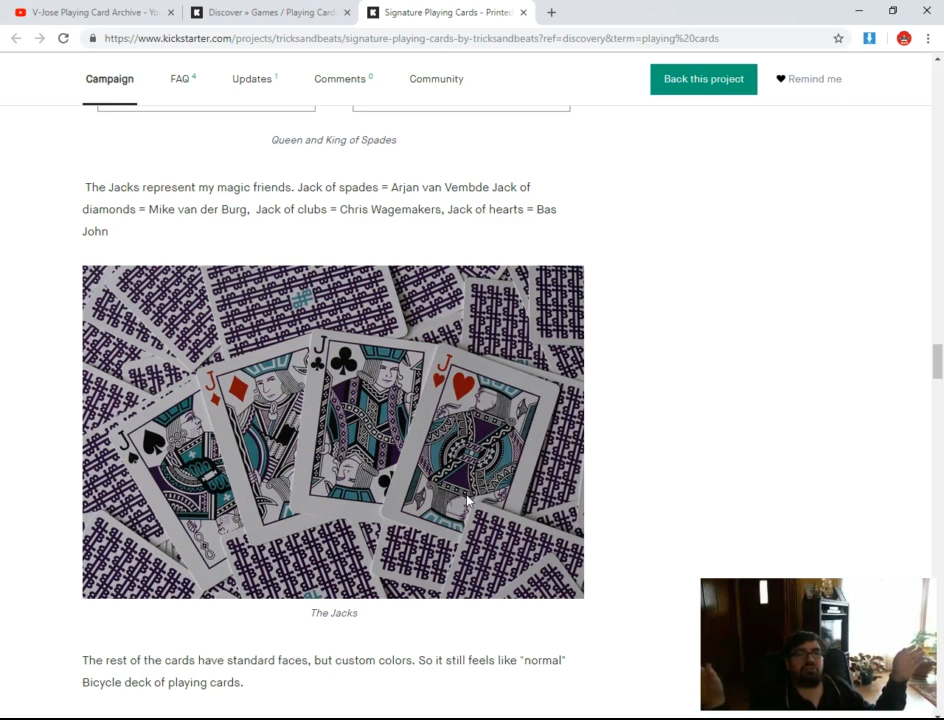 V-Jose Playing Card Archive - Yo
Discover » Games / Playing Card
Signature Playing Cards - Printed
https://www.kickstarter.com/projects/tricksandbeats/signature-playing-cards-by-tricksandbeats?ref=discovery&term=playing%20cards
Campaign
FAQ 4
Updates 1
Comments 0
Community
Back this project
Remind me
Queen and King of Spades
The Jacks represent my magic friends. Jack of spades = Arjan van Vembde Jack of
diamonds = Mike van der Burg, Jack of clubs = Chris Wagemakers, Jack of hearts = Bas
John
J J J J
The Jacks
The rest of the cards have standard faces, but custom colors. So it still feels like "normal"
Bicycle deck of playing cards.